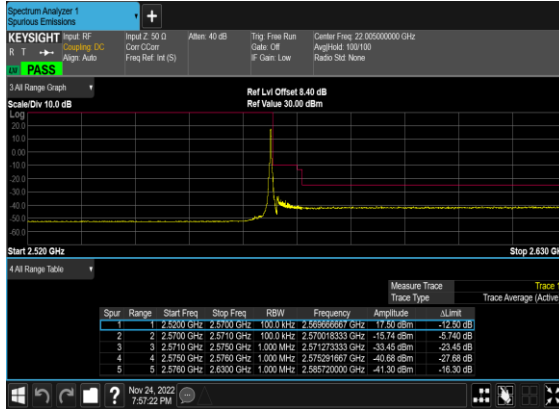 Spectrum Analyzer 1
Spurious Emissions
KEYSIGHT
R T
PASS
Input: RF
Coupling: DC
Align: Auto
Input Z: 50 Ω
Corr CCorr
Freq Ref: Int (S)
Atten: 40 dB
Trig: Free Run
Gate: Off
IF Gain: Low
Center Freq: 22.005000000 GHz
Avg|Hold: 100/100
Radio Std: None
3 All Range Graph
Scale/Div 10.0 dB
Ref Lvl Offset 8.40 dB
Ref Value 30.00 dBm
Log
20.0
10.0
0.00
-10.0
-20.0
-30.0
-40.0
-50.0
-60.0
Start 2.520 GHz
Stop 2.630 GH
4 All Range Table
Measure Trace Trace 1
Trace Type Trace Average (Active
Spur Range Start Freq Stop Freq RBW Frequency Amplitude ΔLimit
1 1 2.5200 GHz 2.5700 GHz 100.0 kHz 2.569666667 GHz 17.50 dBm -12.50 dB
2 2 2.5700 GHz 2.5710 GHz 100.0 kHz 2.570018333 GHz -15.74 dBm -5.740 dB
3 3 2.5710 GHz 2.5750 GHz 1.000 MHz 2.571273333 GHz -33.45 dBm -23.45 dB
4 4 2.5750 GHz 2.5760 GHz 1.000 MHz 2.575291667 GHz -40.68 dBm -27.68 dB
5 5 2.5760 GHz 2.6300 GHz 1.000 MHz 2.585720000 GHz -41.30 dBm -16.30 dB
Nov 24, 2022
7:57:22 PM